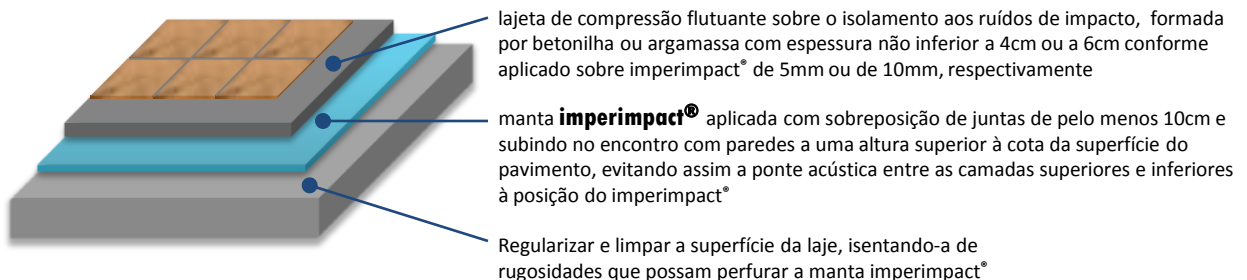 lajeta de compressão flutuante sobre o isolamento aos ruídos de impacto, formada
por betonilha ou argamassa com espessura não inferior a 4cm ou a 6cm conforme
aplicado sobre imperimpact® de 5mm ou de 10mm, respectivamente
manta imperimpact® aplicada com sobreposição de juntas de pelo menos 10cm e
subindo no encontro com paredes a uma altura superior à cota da superfície do
pavimento, evitando assim a ponte acústica entre as camadas superiores e inferiores
à posição do imperimpact®
Regularizar e limpar a superfície da laje, isentando-a de
rugosidades que possam perfurar a manta imperimpact®